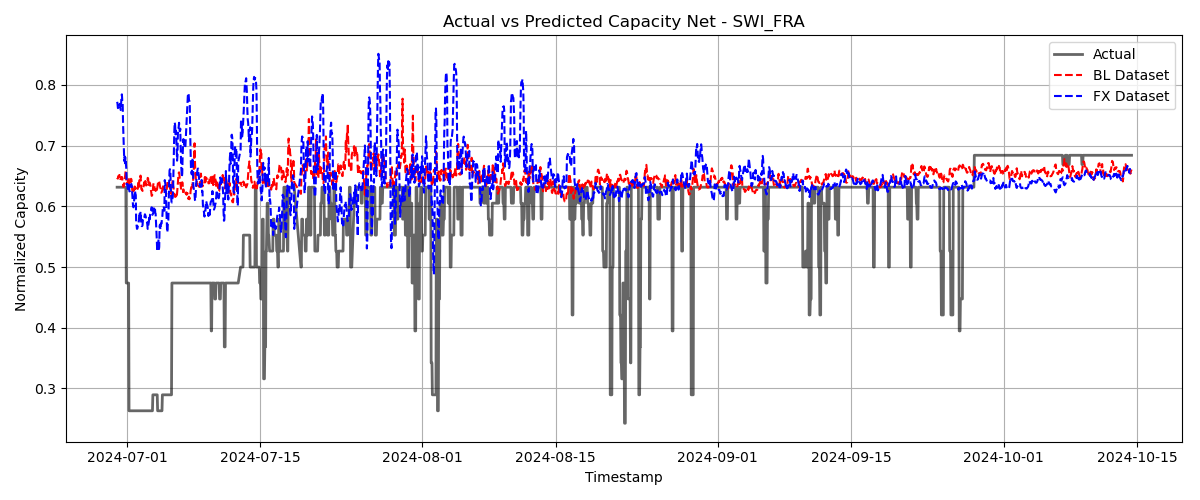 Actual vs Predicted Capacity Net - SWI_FRA
Normalized Capacity
0.8
0.7
0.6
0.5
0.4
0.3
Actual
BL Dataset
FX Dataset
2024-07-01
2024-07-15
2024-08-01
2024-08-15
2024-09-01
2024-09-15
2024-10-01
2024-10-15
Timestamp